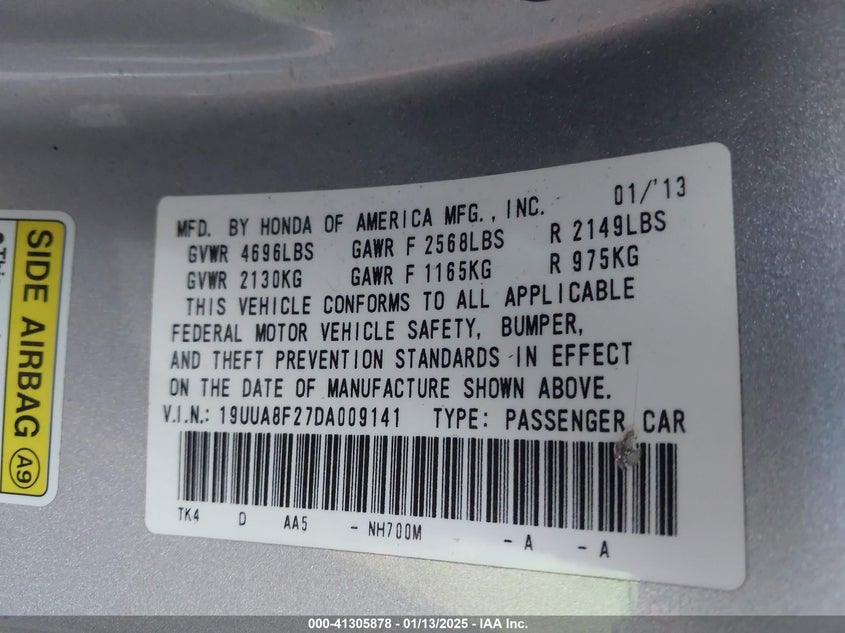 01/'13
MFD. BY HONDA OF AMERICA MFG., INC.
GVWR 4696LBS GAWR F 2568LBS R 2149LBS
GVWR 2130KG GAWR F 1165KG R 975KG
THIS VEHICLE CONFORMS TO ALL APPLICABLE
FEDERAL MOTOR VEHICLE SAFETY, BUMPER,
AND THEFT PREVENTION STANDARDS IN EFFECT
ON THE DATE OF MANUFACTURE SHOWN ABOVE.
V.I.N.: 19UUA8F27DA009141 TYPE: PASSENGER CAR
TK4 D AA5 - NH700M - A - A
SIDE AIRBAG A9
000-41305878 - 01/13/2025 - IAA Inc.